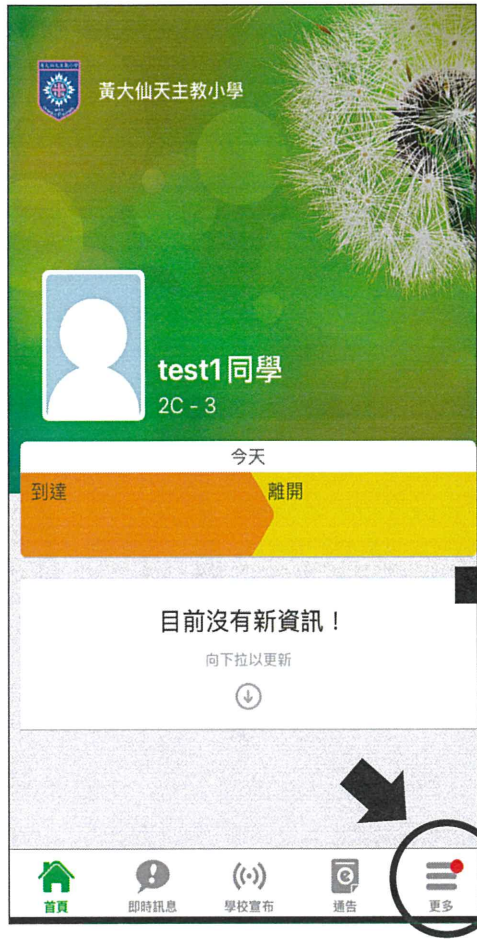 黃大仙天主教小學
test1同學
2C - 3
今天
到達
離開
目前沒有新資訊！
向下拉以更新
首頁
即時訊息
學校宣布
通告
更多